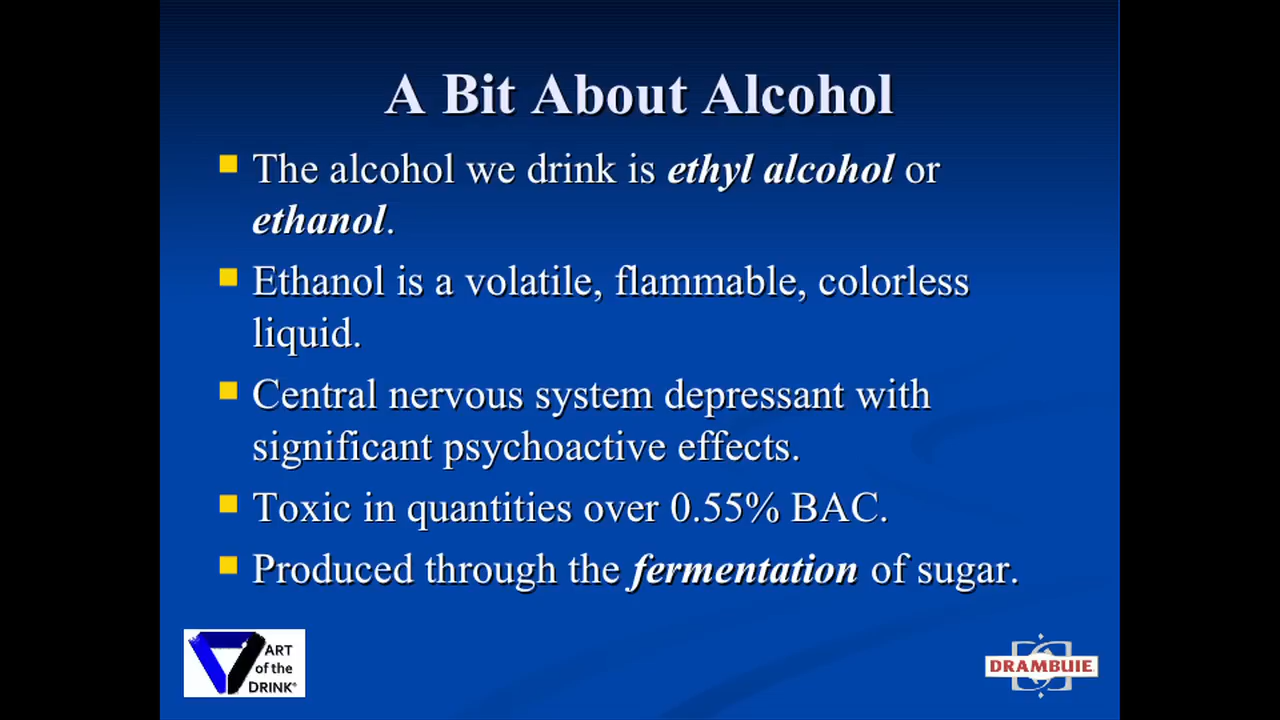 A Bit About Alcohol
The alcohol we drink is ethyl alcohol or
ethanol.
Ethanol is a volatile, flammable, colorless
liquid.
Central nervous system depressant with
significant psychoactive effects.
Toxic in quantities over 0.55% BAC.
Produced through the fermentation of sugar.
ART
of the
DRINK®
DRAMBUIE